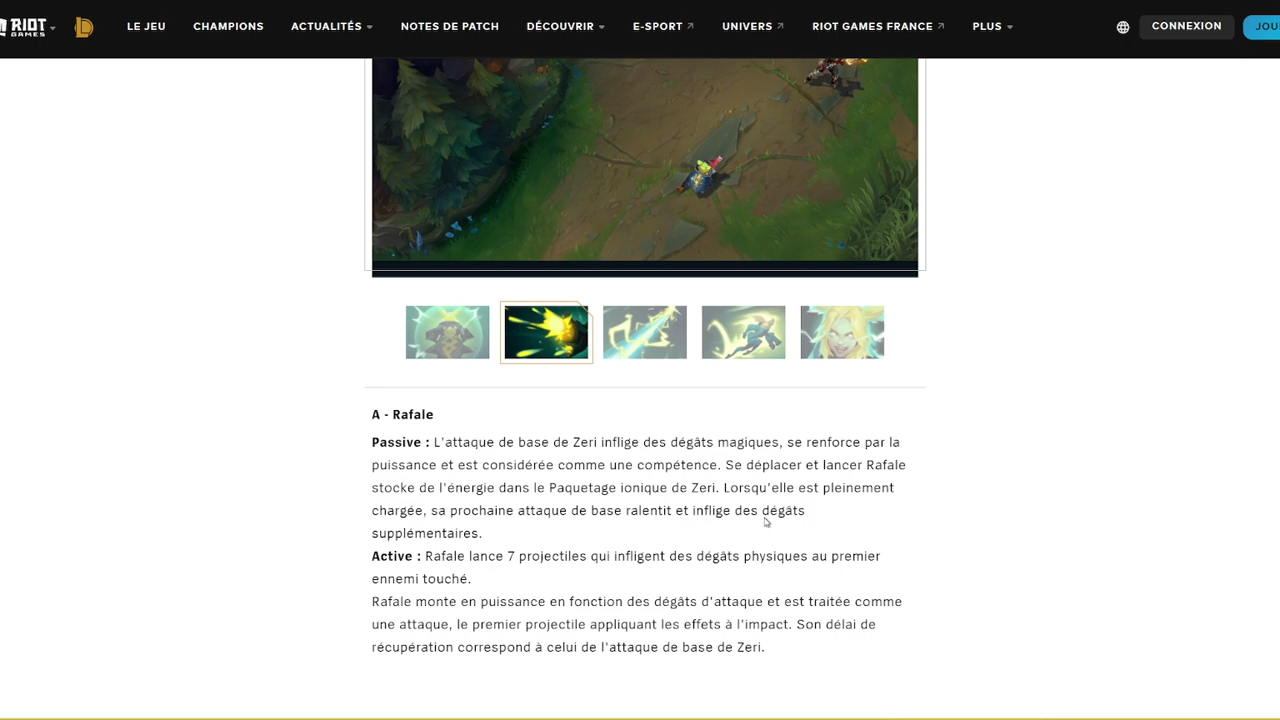 RIOT GAMES
LE JEU CHAMPIONS ACTUALITÉS NOTES DE PATCH DÉCOUVRIR E-SPORT UNIVERS RIOT GAMES FRANCE PLUS CONNEXION JOU
A - Rafale
Passive : L'attaque de base de Zeri inflige des dégâts magiques, se renforce par la
puissance et est considérée comme une compétence. Se déplacer et lancer Rafale
stocke de l'énergie dans le Paquetage ionique de Zeri. Lorsqu'elle est pleinement
chargée, sa prochaine attaque de base ralentit et inflige des dégâts
supplémentaires.
Active : Rafale lance 7 projectiles qui infligent des dégâts physiques au premier
ennemi touché.
Rafale monte en puissance en fonction des dégâts d'attaque et est traitée comme
une attaque, le premier projectile appliquant les effets à l'impact. Son délai de
récupération correspond à celui de l'attaque de base de Zeri.